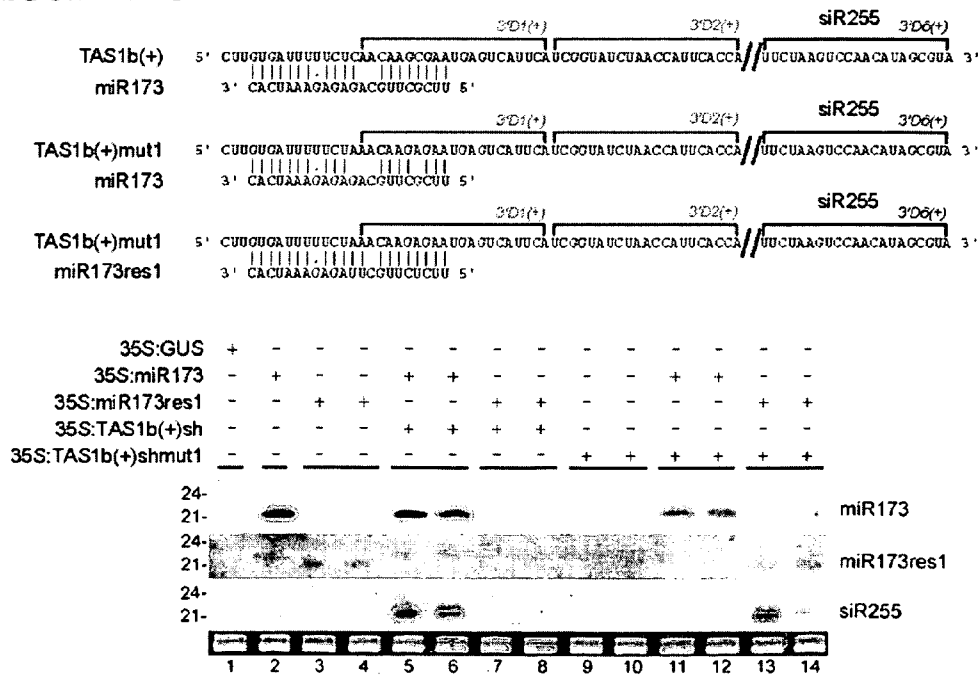 siR255
3'D1(+) 3'D2(+) 3'D6(+)
TAS1b(+) 5' CUUGUGAUUUUUCUCAACAAGCGAAUGAGUCAUUCAUCGGUAUCUAACCAUUCACCA//UUCUAAGUCCAACAUAGCGUA 3'
miR173 3' CACUAAAGAGAGACGUUCGCUU 5'
siR255
3'D1(+) 3'D2(+) 3'D6(+)
TAS1b(+)mut1 5' CUUGUGAUUUUUCUAAACAAGAGAAUGAGUCAUUCAUCGGUAUCUAACCAUUCACCA//UUCUAAGUCCAACAUAGCGUA 3'
miR173 3' CACUAAAGAGAGACGUUCGCUU 5'
siR255
3'D1(+) 3'D2(+) 3'D6(+)
TAS1b(+)mut1 5' CUUGUGAUUUUUCUAAACAAGAGAAUGAGUCAUUCAUCGGUAUCUAACCAUUCACCA//UUCUAAGUCCAACAUAGCGUA 3'
miR173res1 3' CACUAAAGAGAUUCGUUCUCUU 5'
35S:GUS + - - - - - - - - - - - - -
35S:miR173 - + - - + + - - - - + + - -
35S:miR173res1 - - + + - - + + - - - - + +
35S:TAS1b(+)sh - - - - + + + + - - - - - -
35S:TAS1b(+)shmut1 - - - - - - - - + + + + + +
24-
21- miR173
24-
21- miR173res1
24-
21- siR255
1 2 3 4 5 6 7 8 9 10 11 12 13 14